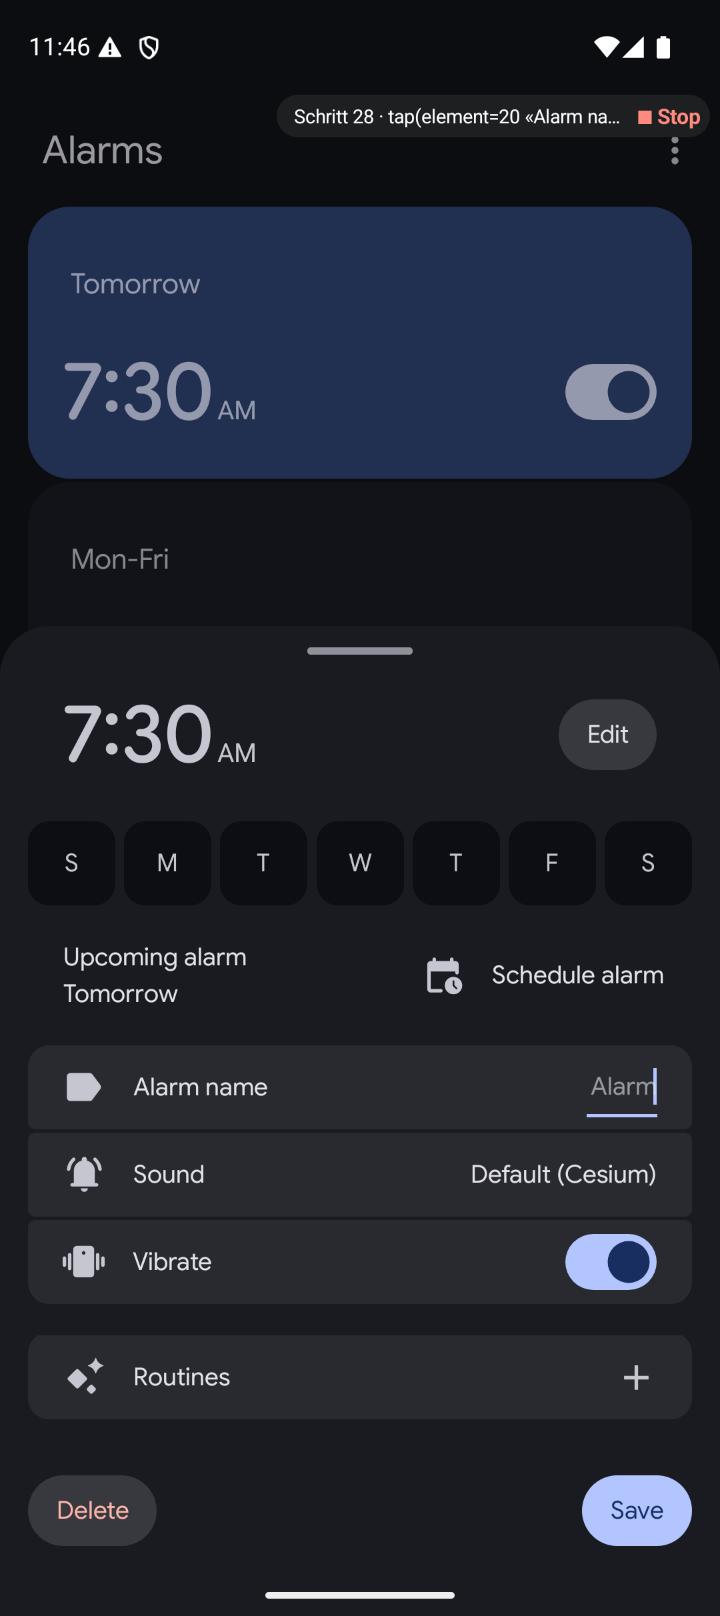 11:46
Schritt 28 · tap(element=20 «Alarm na... Stop
Alarms
Tomorrow
7:30 AM
Mon-Fri
7:30 AM
Edit
S M T W T F S
Upcoming alarm
Tomorrow
Schedule alarm
Alarm name
Alarm
Sound
Default (Cesium)
Vibrate
Routines
Delete
Save